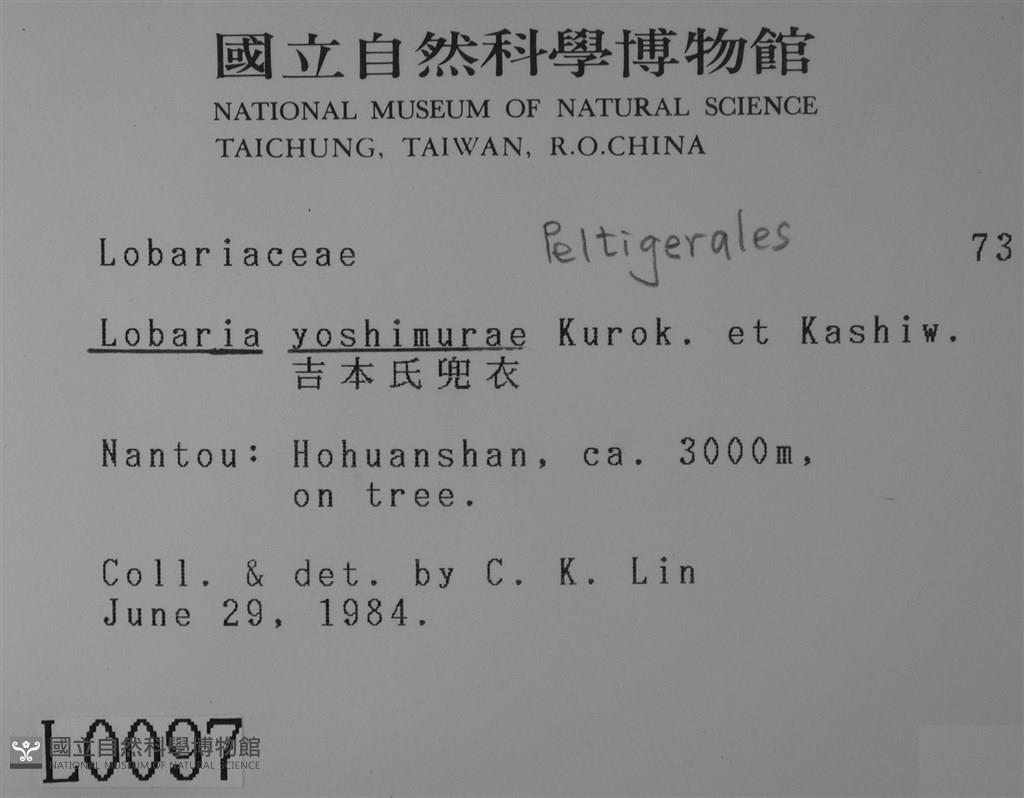 國立自然科學博物館
NATIONAL MUSEUM OF NATURAL SCIENCE
TAICHUNG, TAIWAN, R.O.CHINA
Lobariaceae Peltigerales 73
Lobaria yoshimurae Kurok. et Kashiw.
吉本氏兜衣
Nantou: Hohuanshan, ca. 3000m,
on tree.
Coll. & det. by C. K. Lin
June 29, 1984.
L0097
國立自然科學博物館
NATIONAL MUSEUM OF NATURAL SCIENCE